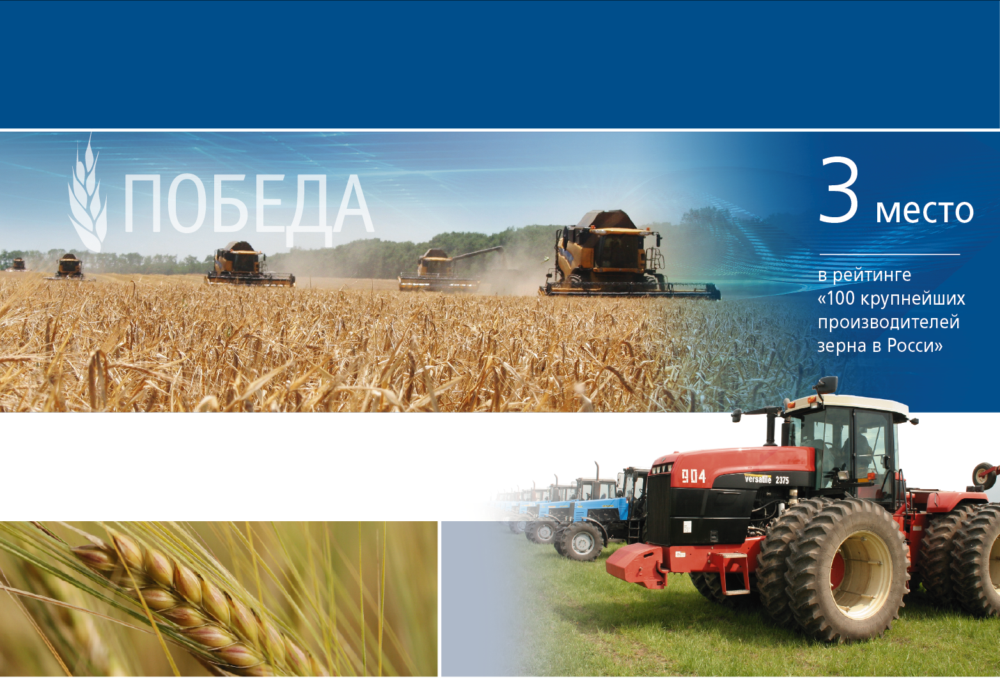 ПОБЕДА
3 место
в рейтинге
«100 крупнейших
производителей
зерна в Росси»
904
versatile 2375